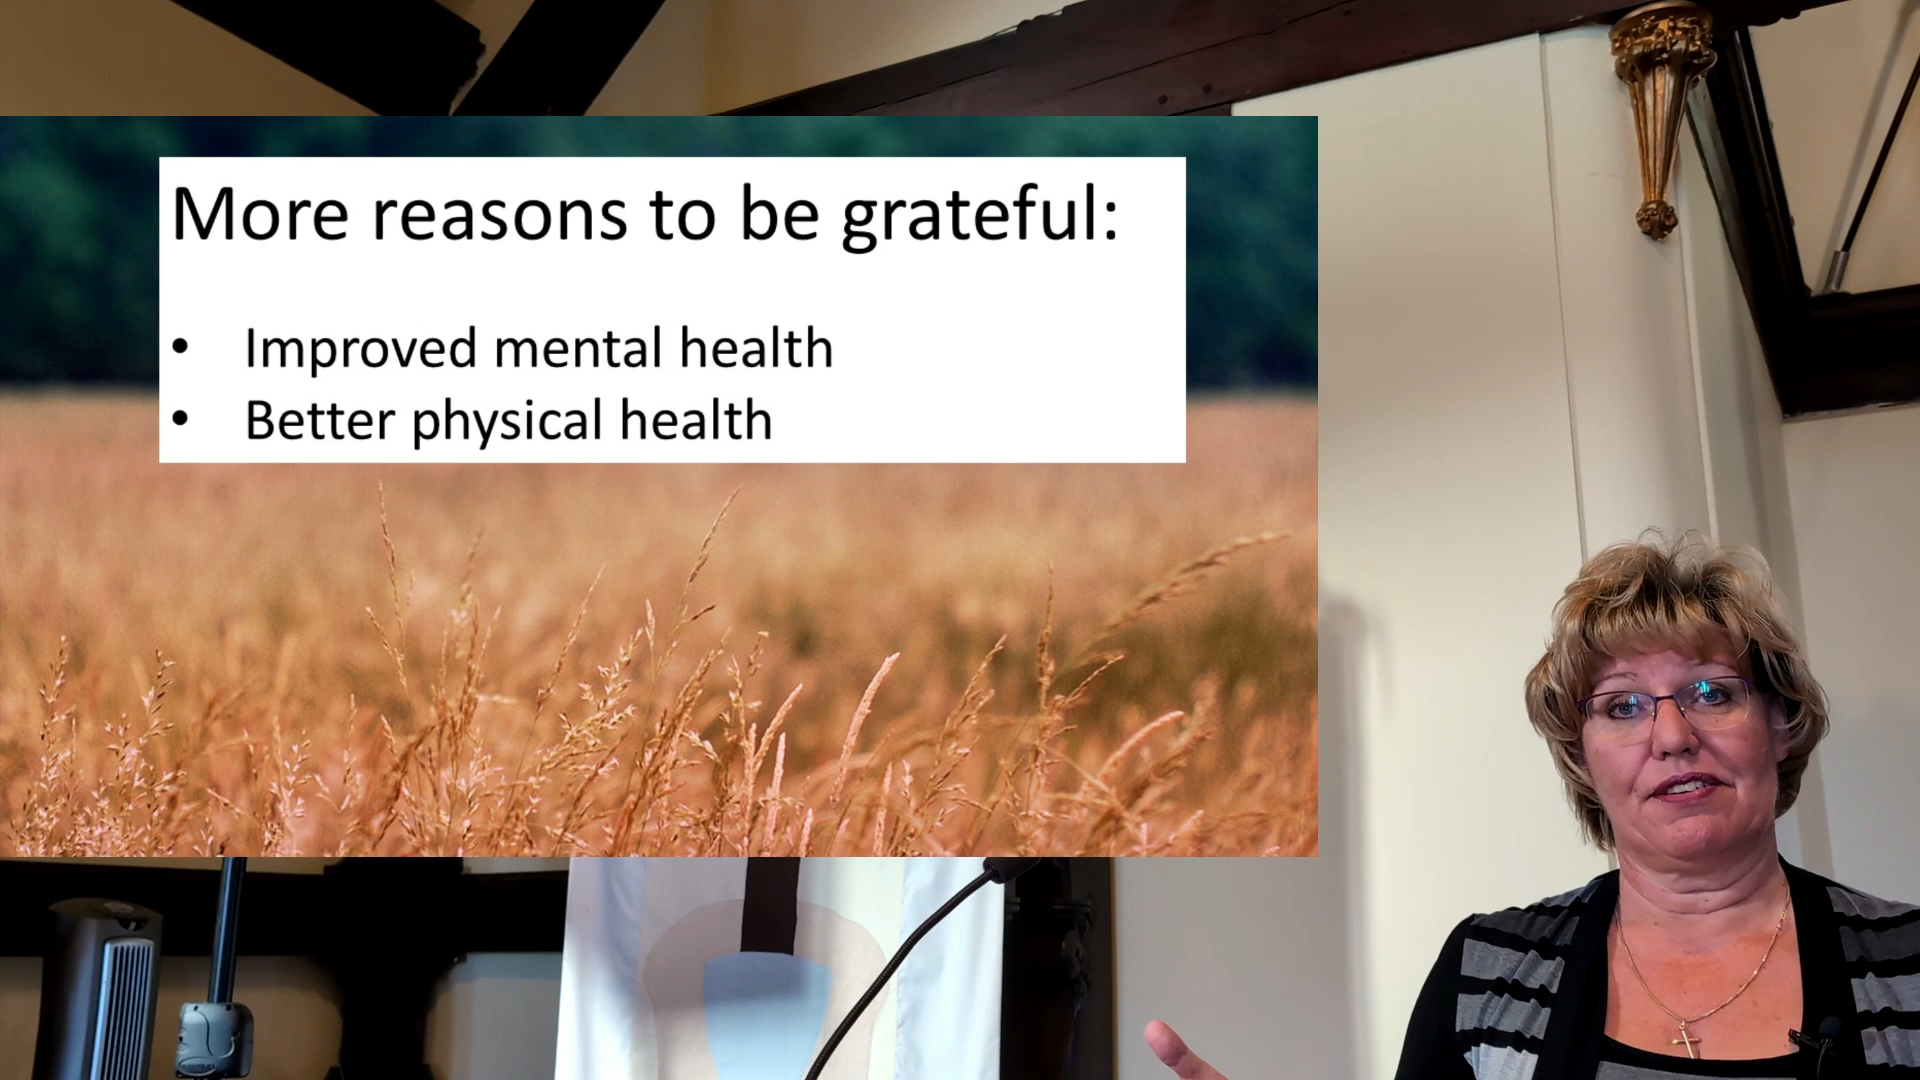 More reasons to be grateful:
• Improved mental health
• Better physical health